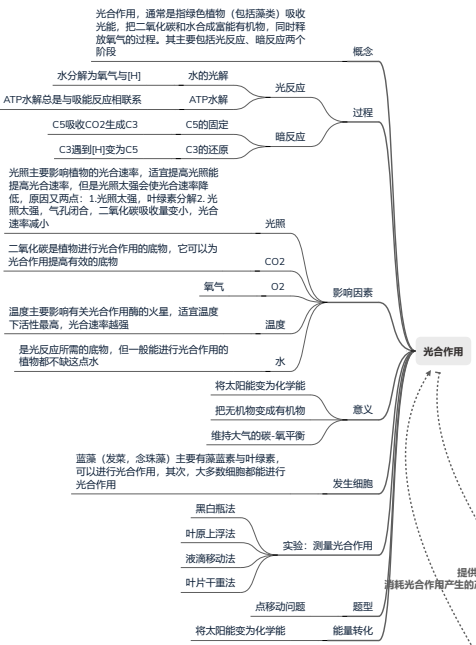 光合作用，通常是指绿色植物（包括藻类）吸收
光能，把二氧化碳和水合成富能有机物，同时释
放氧气的过程。其主要包括光反应、暗反应两个
阶段
概念
水分解为氧气与[H]
水的光解
光反应
ATP水解总是与吸能反应相联系
ATP水解
过程
C5吸收CO2生成C3
C5的固定
暗反应
C3遇到[H]变为C5
C3的还原
光照主要影响植物的光合速率，适宜提高光照能
提高光合速率，但是光照太强会使光合速率降
低，原因又两点：1.光照太强，叶绿素分解2. 光
照太强，气孔闭合，二氧化碳吸收量变小，光合
速率减小
光照
二氧化碳是植物进行光合作用的底物，它可以为
光合作用提高有效的底物
CO2
氧气
O2
影响因素
温度主要影响有关光合作用酶的火星，适宜温度
下活性最高，光合速率越强
温度
是光反应所需的底物，但一般能进行光合作用的
植物都不缺这点水
水
光合作用
将太阳能变为化学能
把无机物变成有机物
意义
维持大气的碳-氧平衡
蓝藻（发菜，念珠藻）主要有藻蓝素与叶绿素，
可以进行光合作用，其次，大多数细胞都能进行
光合作用
发生细胞
黑白瓶法
叶原上浮法
实验：测量光合作用
液滴移动法
叶片干重法
提供
消耗光合作用产生的
点移动问题
题型
将太阳能变为化学能
能量转化